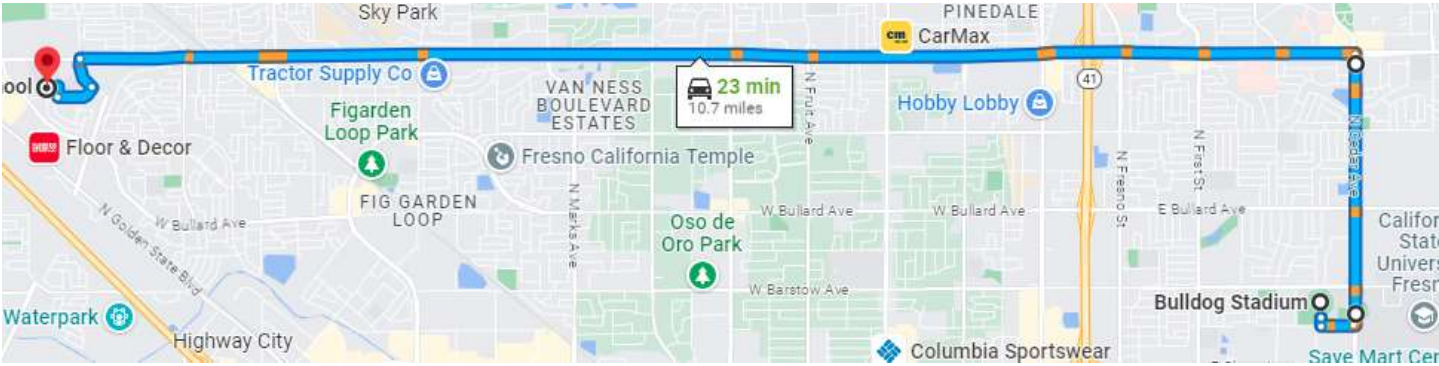 Sky Park
PINEDALE
cm
CarMax
ool
Tractor Supply Co
VAN NESS
BOULEVARD
ESTATES
23 min
10.7 miles
N Fruit Ave
41
Hobby Lobby
Figarden
Loop Park
Floor & Decor
Fresno California Temple
N Cedar Ave
N First St
N Fresno St
FIG GARDEN
LOOP
N Marks Ave
W Bullard Ave
N Golden State Blvd
Oso de
Oro Park
W Bullard Ave
W Bullard Ave
E Bullard Ave
Califor
State
Univers
Fresn
W Barstow Ave
Bulldog Stadium
Waterpark
Highway City
Columbia Sportswear
Save Mart Cen